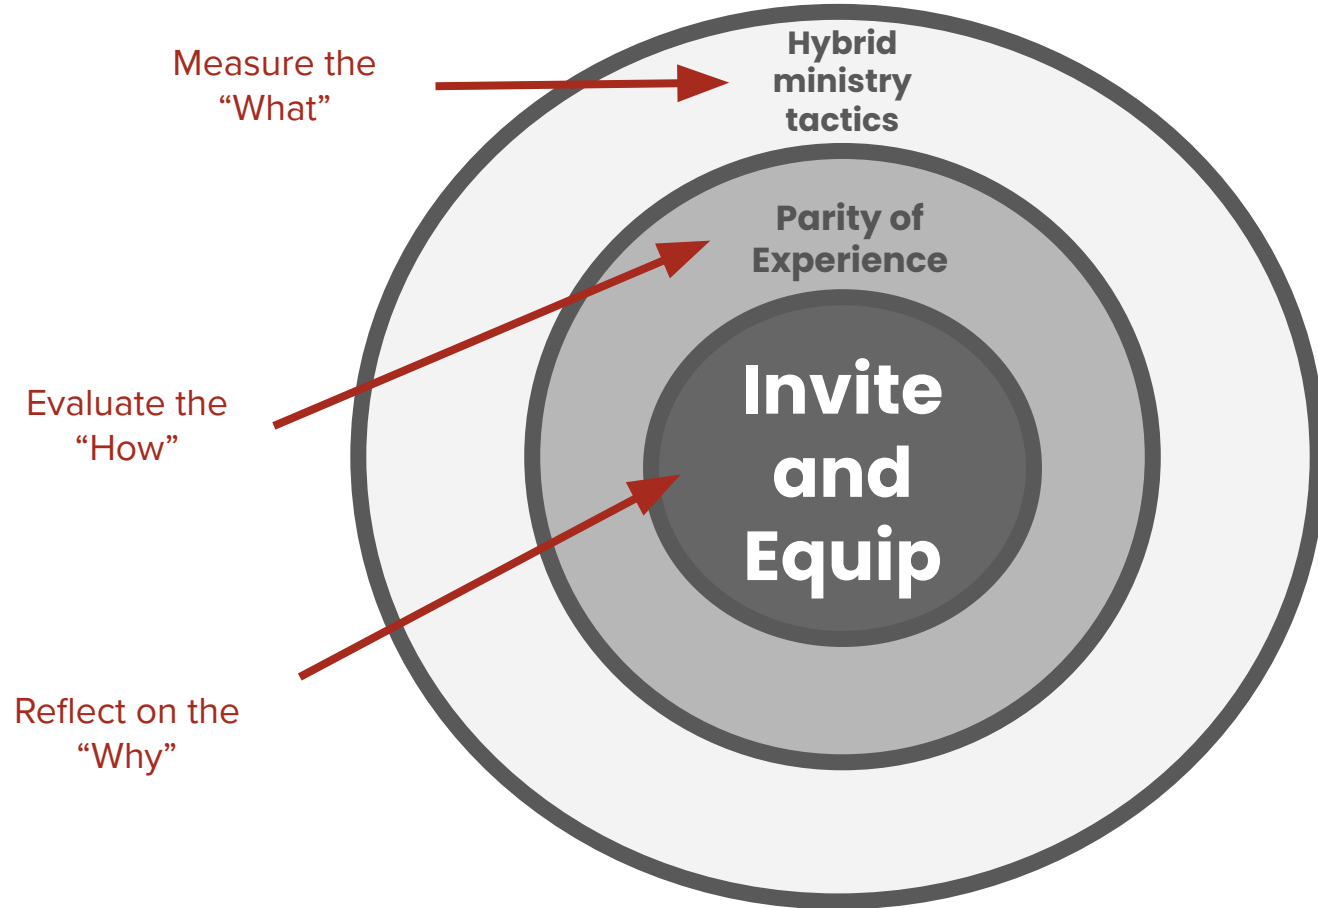 Measure the
“What”
Hybrid
ministry
tactics
Parity of
Experience
Evaluate the
“How”
Invite
and
Equip
Reflect on the
“Why”